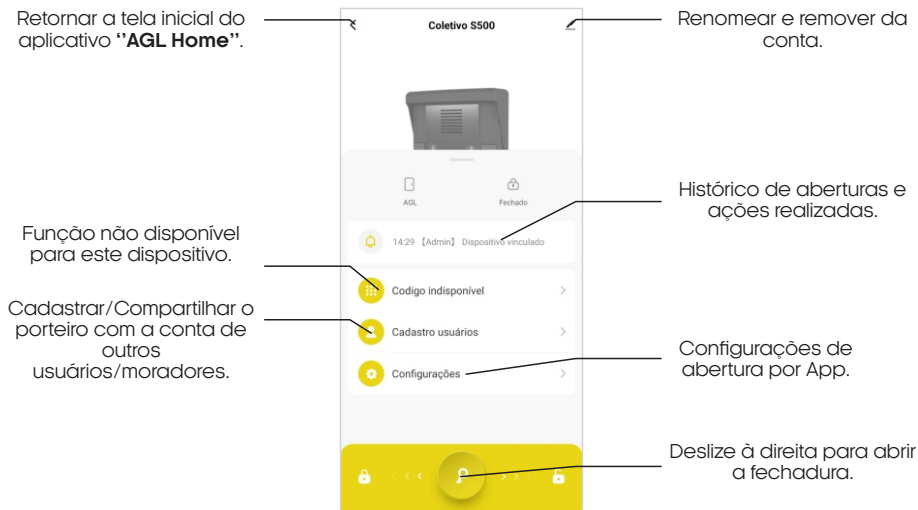 Retornar a tela inicial do
aplicativo ‘’AGL Home’’.
Coletivo S500
Renomear e remover da
conta.
AGL
Fechado
Histórico de aberturas e
ações realizadas.
14:29 【Admin】 Dispositivo vinculado
Função não disponível
para este dispositivo.
Codigo indisponível
Cadastrar/Compartilhar o
porteiro com a conta de
outros
usuários/moradores.
Cadastro usuários
Configurações
Configurações de
abertura por App.
Deslize à direita para abrir
a fechadura.